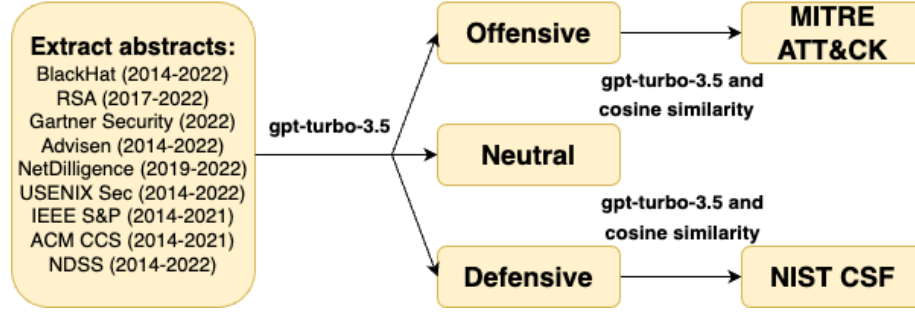 Extract abstracts:
BlackHat (2014-2022)
RSA (2017-2022)
Gartner Security (2022)
Advisen (2014-2022)
NetDilligence (2019-2022)
USENIX Sec (2014-2022)
IEEE S&P (2014-2021)
ACM CCS (2014-2021)
NDSS (2014-2022)
gpt-turbo-3.5
Offensive
MITRE
ATT&CK
gpt-turbo-3.5 and
cosine similarity
Neutral
gpt-turbo-3.5 and
cosine similarity
Defensive
NIST CSF